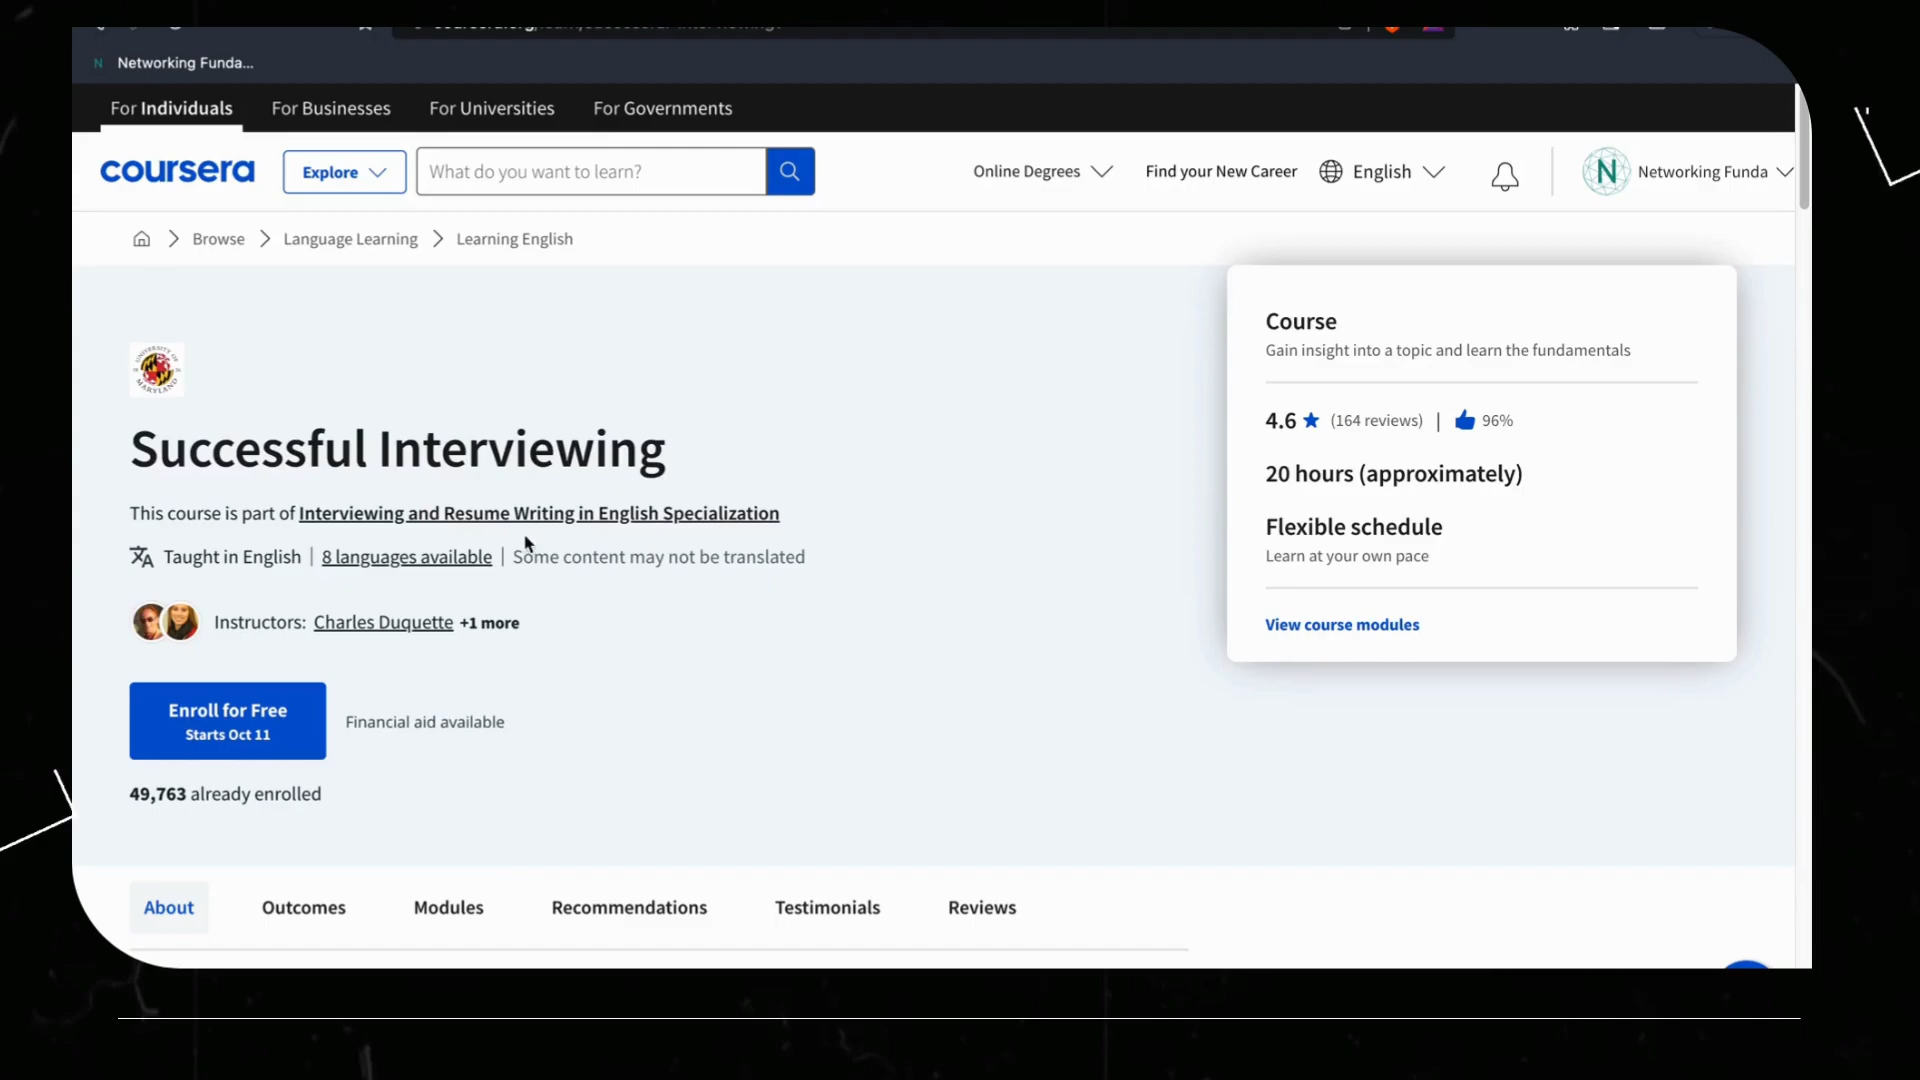 N Networking Funda...
For Individuals For Businesses For Universities For Governments
coursera Explore What do you want to learn? Online Degrees Find your New Career English N Networking Funda
Browse Language Learning Learning English
UNIVERSITY OF
MARYLAND
Successful Interviewing
This course is part of Interviewing and Resume Writing in English Specialization
Taught in English | 8 languages available | Some content may not be translated
Instructors: Charles Duquette +1 more
Enroll for Free
Starts Oct 11
Financial aid available
49,763 already enrolled
Course
Gain insight into a topic and learn the fundamentals
4.6 (164 reviews) | 96%
20 hours (approximately)
Flexible schedule
Learn at your own pace
View course modules
About Outcomes Modules Recommendations Testimonials Reviews